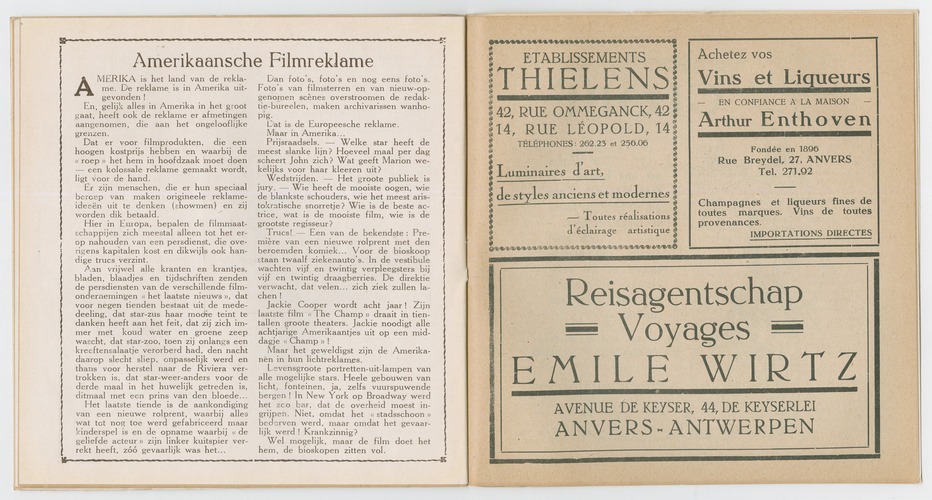 Amerikaansche Filmreklame
AMERIKA is het land van de rekla-
me. De reklame is in Amerika uit-
gevonden !
En, gelijk alles in Amerika in het groot
gaat, heeft ook de reklame er afmetingen
aangenomen, die aan het ongelooflijke
grenzen.
Dat er voor filmprodukten, die een
hoogen kostprijs hebben en waarbij de
« roep » het hem in hoofdzaak moet doen
— een kolossale reklame gemaakt wordt,
ligt voor de hand.
Er zijn menschen, die er hun speciaal
beroep van maken origineele reklame-
ideeën uit te denken (showmen) en zij
worden dik betaald.
Hier in Europa, bepalen de filmmaat-
schappijen zich meestal alleen tot het er-
op nahouden van een persdienst, die ove-
rigens kapitalen kost en dikwijls ook han-
dige trucs verzint.
Aan vrijwel alle kranten en krantjes,
bladen, blaadjes en tijdschriften zenden
de persdiensten van de verschillende film-
ondernemingen » het laatste nieuws », dat
voor negen tienden bestaat uit de mede-
deeling, dat star-zus haar mooie teint te
danken heeft aan het feit, dat zij zich im-
mer met koud water en groene zeep
wascht, dat star-zoo, toen zij onlangs een
kreeftensalaatje verorberd had, den nacht
daarop slecht sliep, onpasselijk werd en
thans voor herstel naar de Riviera ver-
trokken is, dat star-weer-anders voor de
derde maal in het huwelijk getreden is,
ditmaal met een prins van den bloede...
Het laatste tiende is de aankondiging
van een nieuwe rolprent, waarbij alles
wat tot nog toe werd gefabriceerd maar
kinderspel is en de opname waarbij « de
geliefde acteur » zijn linker kuitspier ver-
rekt heeft, zóó gevaarlijk was het...
Dan foto's, foto's en nog eens foto's.
Foto's van filmsterren en van nieuw-op-
genomen scènes overstroomen de redak-
tie-bureelen, maken archivarissen wanho-
pig.
Dat is de Europeesche reklame.
Maar in Amerika...
Prijsraadsels. — Welke star heeft de
meest slanke lijn ? Hoeveel maal per dag
scheert John zich? Wat geeft Marion we-
kelijks voor haar kleeren uit?
Wedstrijden. — Het groote publiek is
jury. — Wie heeft de mooiste oogen, wie
de blankste schouders, wie het meest aris-
tokratische snorretje? Wie is de beste ac-
trice, wat is de mooiste film, wie is de
grootste regisseur?
Trucs! — Een van de bekendste : Pre-
mière van een nieuwe rolprent met den
beroemden komiek... Voor de bioskoop
staan twaalf ziekenauto's. In de vestibule
wachten vijf en twintig verpleegsters bij
vijf en twintig draagberries. De direktie
verwacht, dat velen... zich ziek zullen la-
chen !
Jackie Cooper wordt acht jaar! Zijn
laatste film « The Champ » draait in tien-
tallen groote theaters. Jackie noodigt alle
achtjarige Amerikaantjes uit op een mid-
dagje « Champ » !
Maar het geweldigst zijn de Amerika-
nen in hun lichtreklames.
Levensgroote portretten-uit-lampen van
alle mogelijke stars. Heele gebouwen van
licht, fonteinen, ja, zelfs vuurspuwende
bergen ! In New York op Broadway werd
het zoo bar, dat de overheid moest in-
grijpen. Niet, omdat het « stadsschoon »
bedorven werd, maar omdat het gevaar-
lijk werd ! Krankzinnig?
Wel mogelijk, maar de film doet het
hem, de bioskopen zitten vol.
ETABLISSEMENTS
THIELENS
42, RUE OMMEGANCK, 42
14, RUE LÉOPOLD, 14
TÉLÉPHONES : 262.23 et 256.06
Luminaires d'art,
de styles anciens et modernes
— Toutes réalisations
d'éclairage artistique
Achetez vos
Vins et Liqueurs
— EN CONFIANCE A LA MAISON —
Arthur Enthoven
Fondée en 1896
Rue Breydel, 27, ANVERS
Tel. 271.02
Champagnes et liqueurs fines de
toutes marques. Vins de toutes
provenances.
IMPORTATIONS DIRECTES
Reisagentschap
Voyages
EMILE WIRTZ
AVENUE DE KEYSER, 44, DE KEYSERLEI
ANVERS - ANTWERPEN